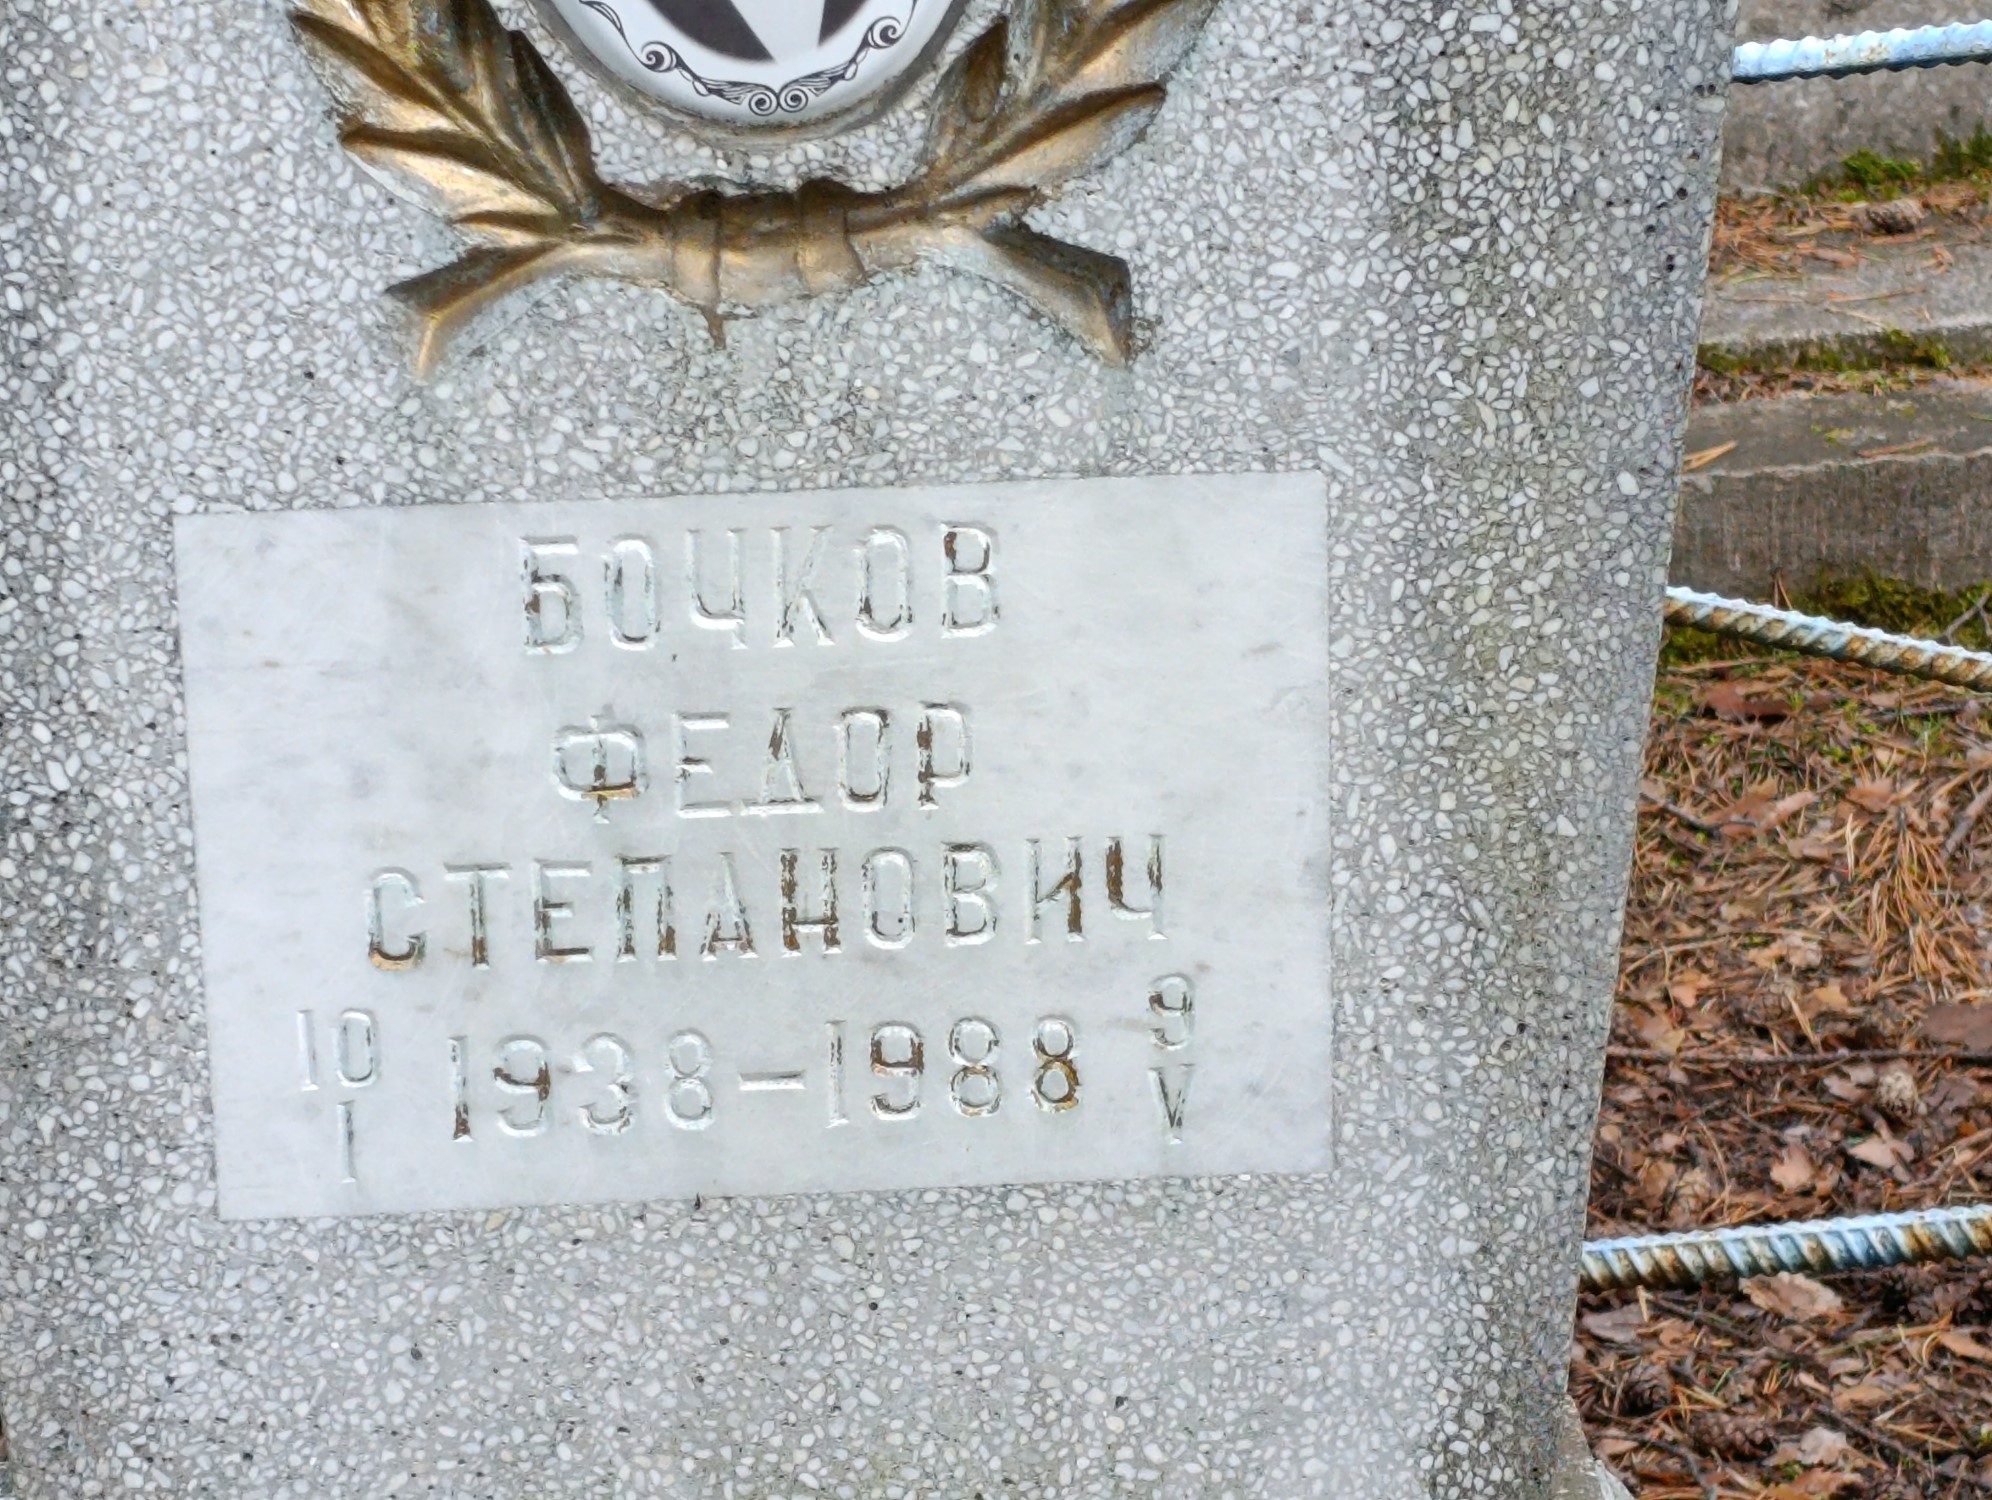 БОЧКОВ
ФЕДОР
СТЕПАНОВИЧ
10 1938-1988 9
I V